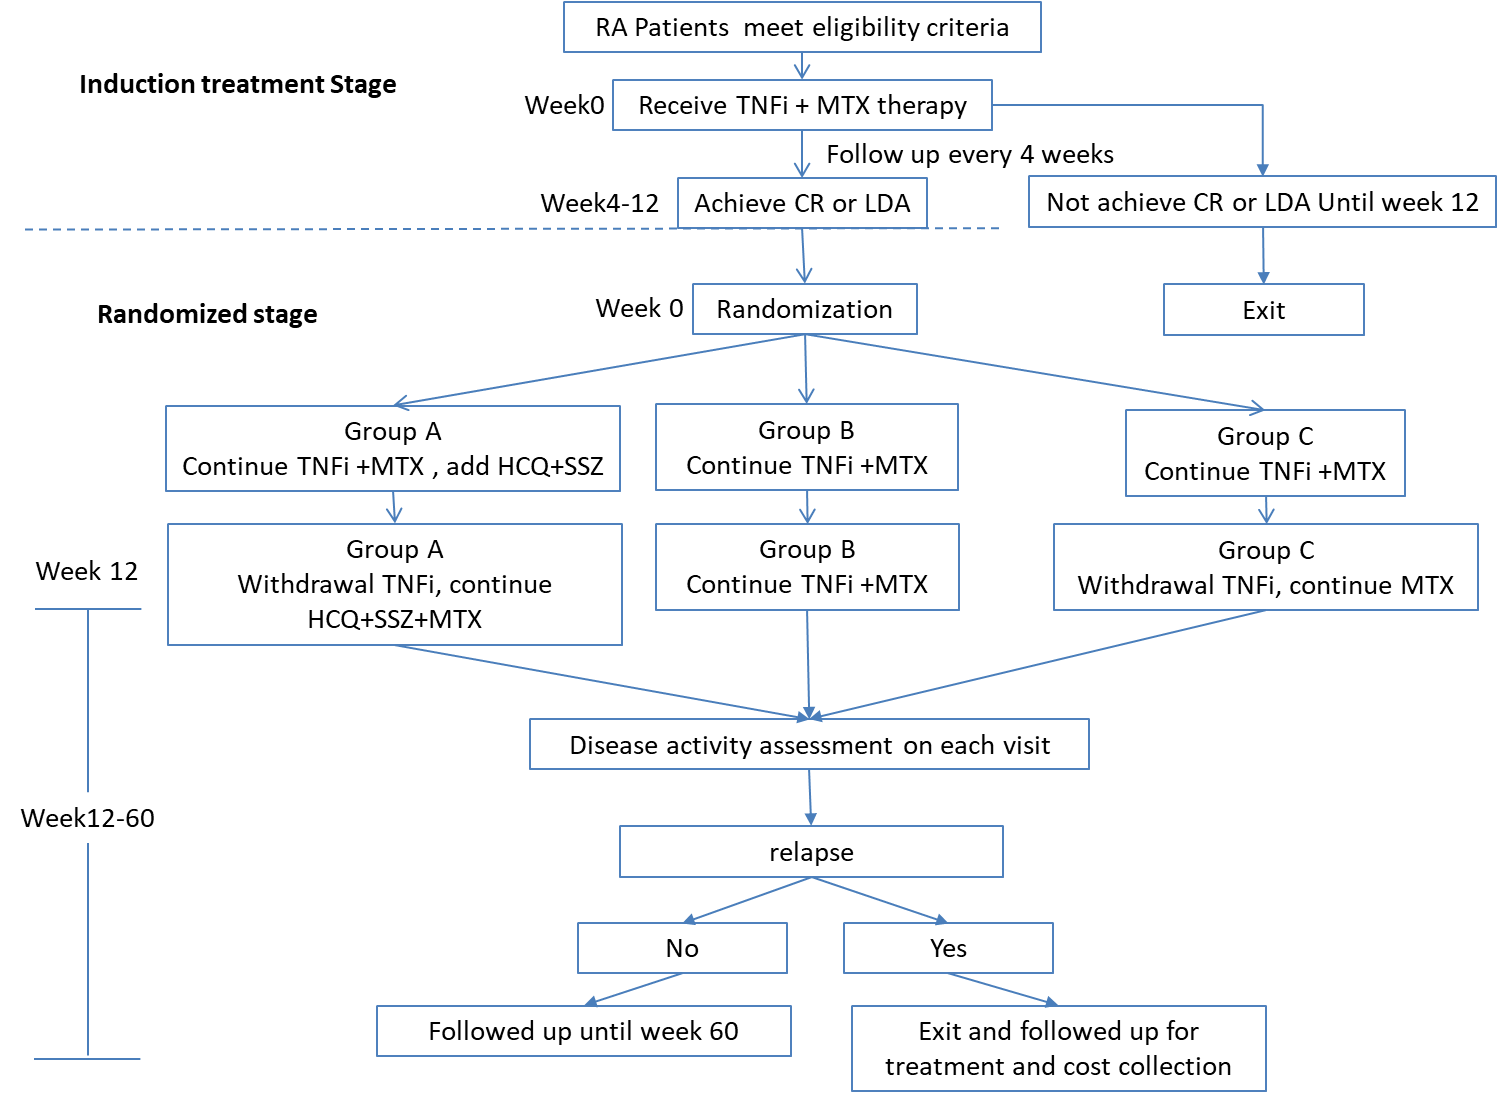 RA Patients  meet eligibility criteria
Induction treatment Stage
Week0
Receive TNFi + MTX therapy
Follow up every 4 weeks
Week4-12
Achieve CR or LDA
Not achieve CR or LDA Until week 12
Randomized stage
Week 0
Randomization
Exit
Group A
Continue TNFi +MTX , add HCQ+SSZ
Group B
Continue TNFi +MTX
Group C
Continue TNFi +MTX
Week 12
Group A
Withdrawal TNFi, continue
HCQ+SSZ+MTX
Group B
Continue TNFi +MTX
Group C
Withdrawal TNFi, continue MTX
Disease activity assessment on each visit
Week12-60
relapse
No
Yes
Followed up until week 60
Exit and followed up for
treatment and cost collection